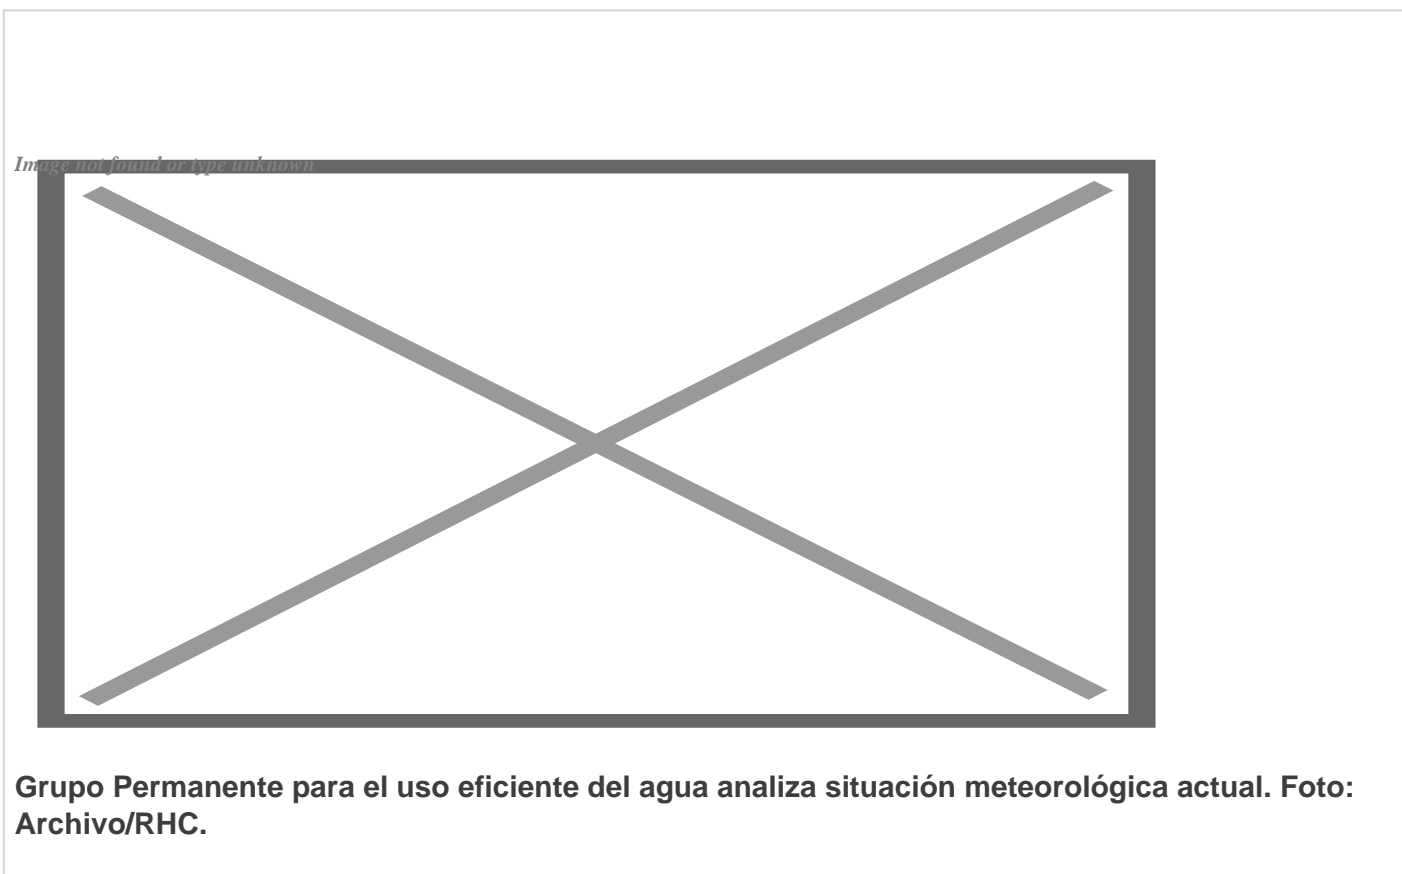 Image not found or type unknown
Grupo Permanente para el uso eficiente del agua analiza situación meteorológica actual. Foto:
Archivo/RHC.